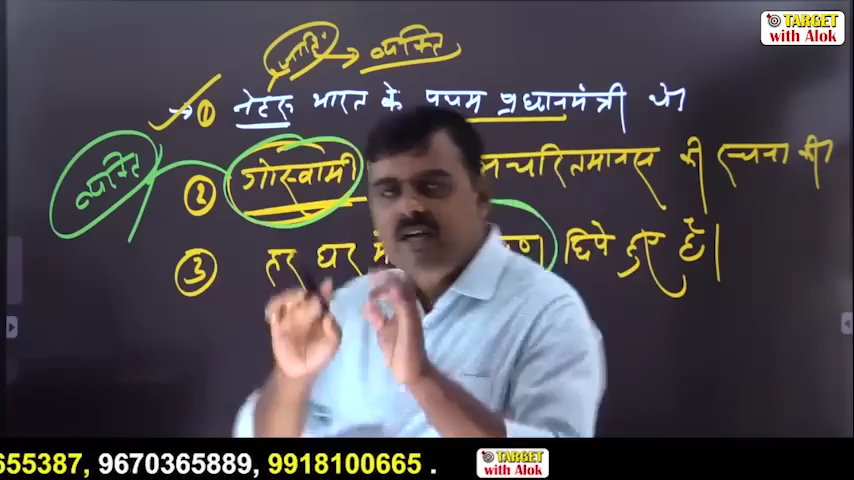 TARGET
with Alok
जाति → व्यक्ति
→ ① नेहरू भारत के प्रथम प्रधानमंत्री थे।
व्यक्ति
② गोस्वामी चरितमानस की रचना की।
③ हर घर में छिपे हुए हैं।
655387, 9670365889, 9918100665 .
TARGET
with Alok